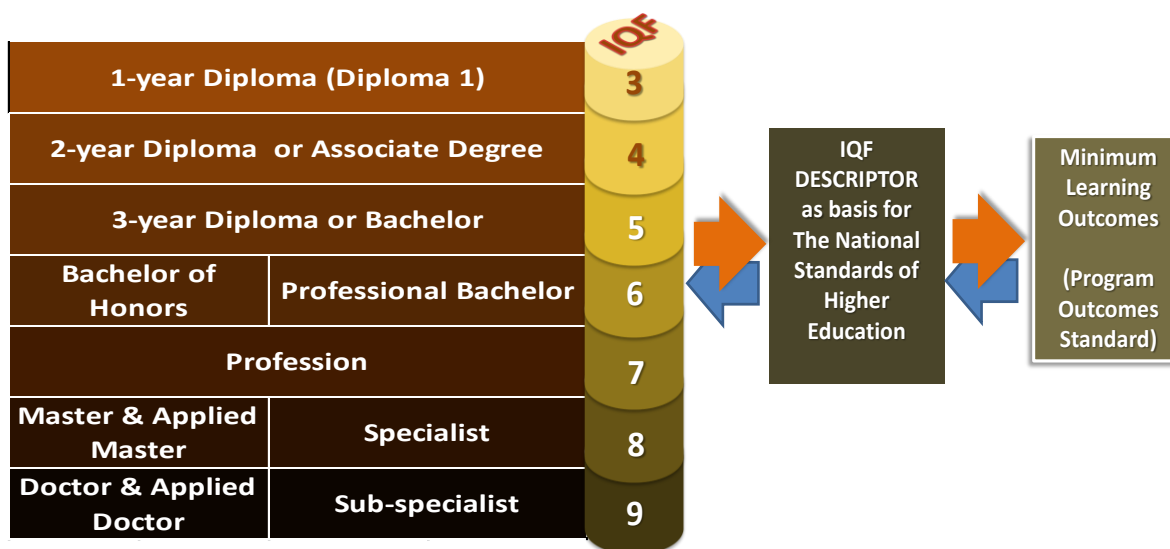 IQF
1-year Diploma (Diploma 1)
3
2-year Diploma or Associate Degree
4
3-year Diploma or Bachelor
5
Bachelor of
Honors
Professional Bachelor
6
Profession
7
Master & Applied
Master
Specialist
8
Doctor & Applied
Doctor
Sub-specialist
9
IQF
DESCRIPTOR
as basis for
The National
Standards of
Higher
Education
Minimum
Learning
Outcomes
(Program
Outcomes
Standard)